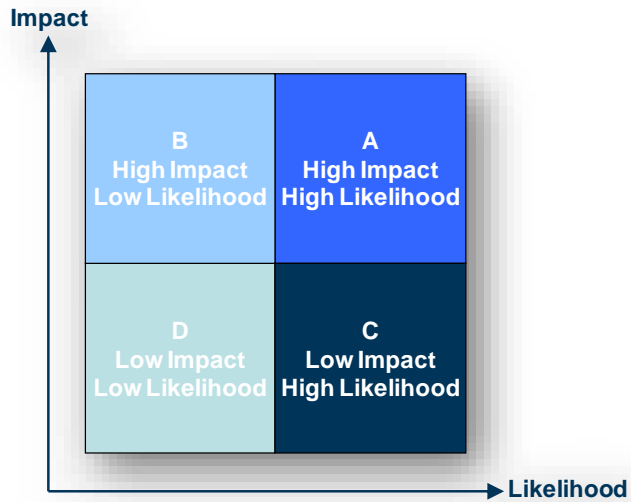 Impact
B
High Impact
Low Likelihood
A
High Impact
High Likelihood
D
Low Impact
Low Likelihood
C
Low Impact
High Likelihood
Likelihood